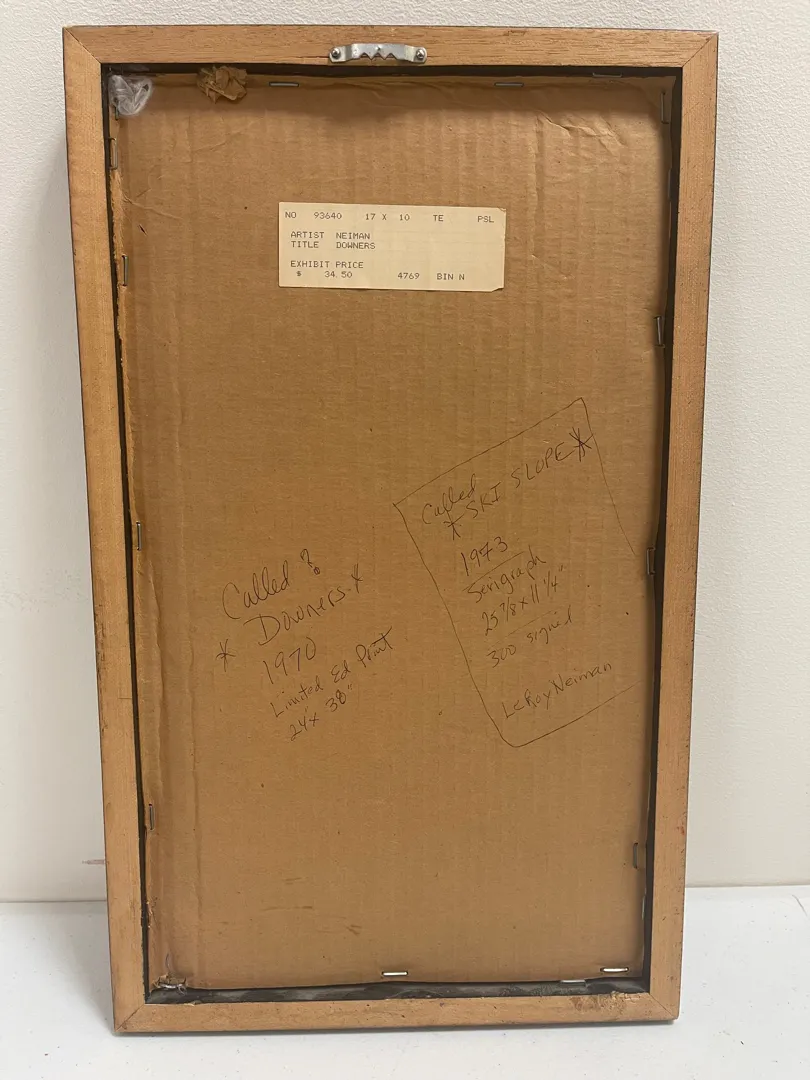 NO 93640 17 X 10 TE PSL
ARTIST NEIMAN
TITLE DOWNERS
EXHIBIT PRICE
$ 34.50 4769 BIN N
Called
* SKI SLOPE *
1973
Serigraph
25 7/8 x 11 1/4"
300 signed
LeRoy Neiman
Called ?
* Downers *
1970
Limited Ed Print
24 x 38"